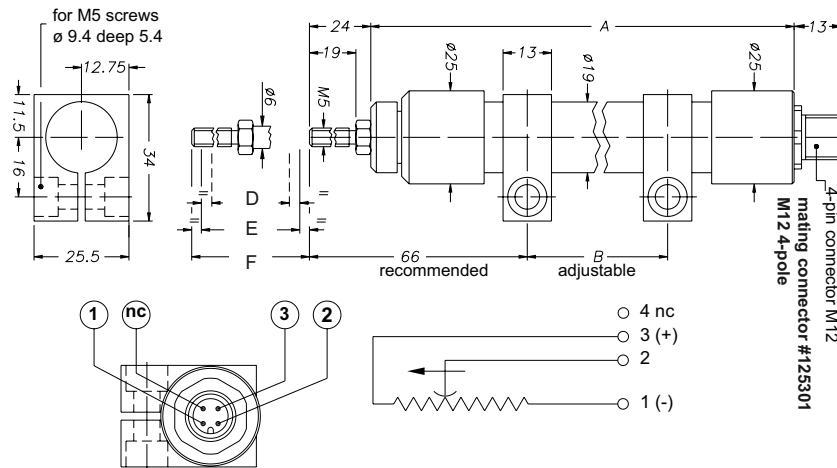 for M5 screws
ø 9.4 deep 5.4
12.75
11.5
16
34
25.5
24
19
A
13
ø25
13
ø19
ø25
ø6
M5
= D =
= E =
F
66
recommended
B
adjustable
4-pin connector M12
mating connector #125301
M12 4-pole
1
nc
3
2
4 nc
3 (+)
2
1 (-)